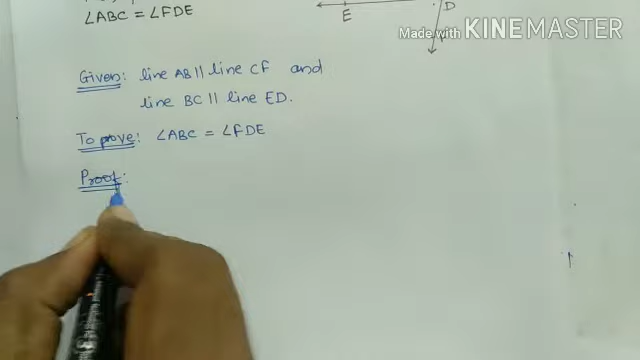 ∠ABC = ∠FDE
E
D
F
Made with KINEMASTER
Given: line AB || line CF and
line BC || line ED.
To prove: ∠ABC = ∠FDE
Proof: